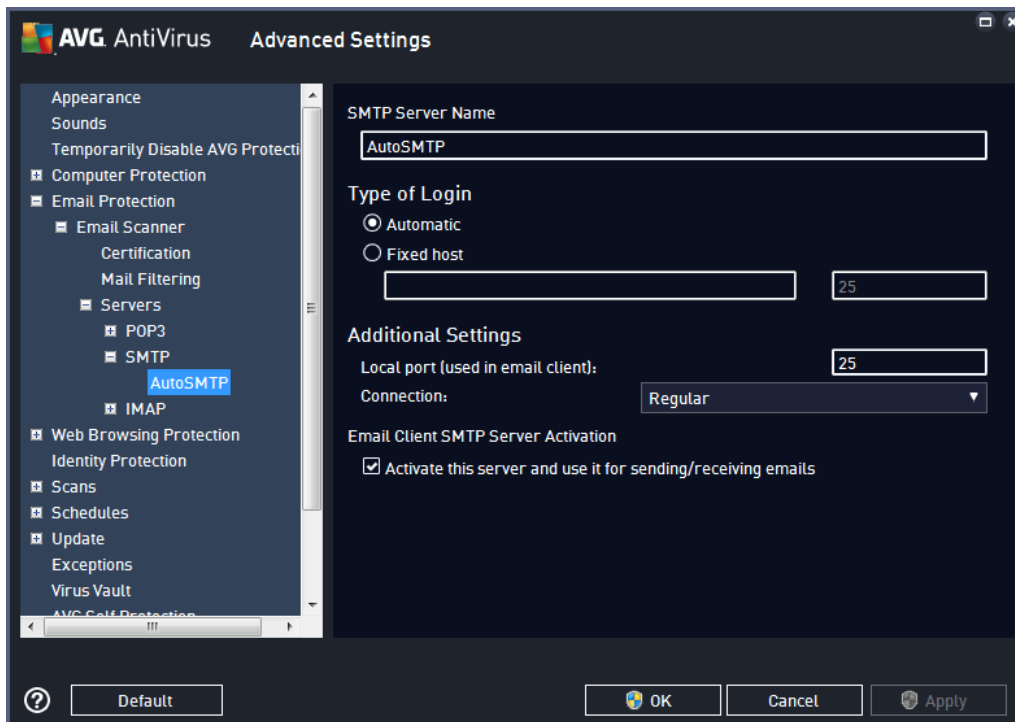 AVG AntiVirus Advanced Settings
Appearance
Sounds
Temporarily Disable AVG Protecti
Computer Protection
Email Protection
Email Scanner
Certification
Mail Filtering
Servers
POP3
SMTP
AutoSMTP
IMAP
Web Browsing Protection
Identity Protection
Scans
Schedules
Update
Exceptions
Virus Vault
AVG Self Protection
SMTP Server Name
AutoSMTP
Type of Login
Automatic
Fixed host
25
Additional Settings
Local port (used in email client): 25
Connection: Regular
Email Client SMTP Server Activation
Activate this server and use it for sending/receiving emails
? Default OK Cancel Apply